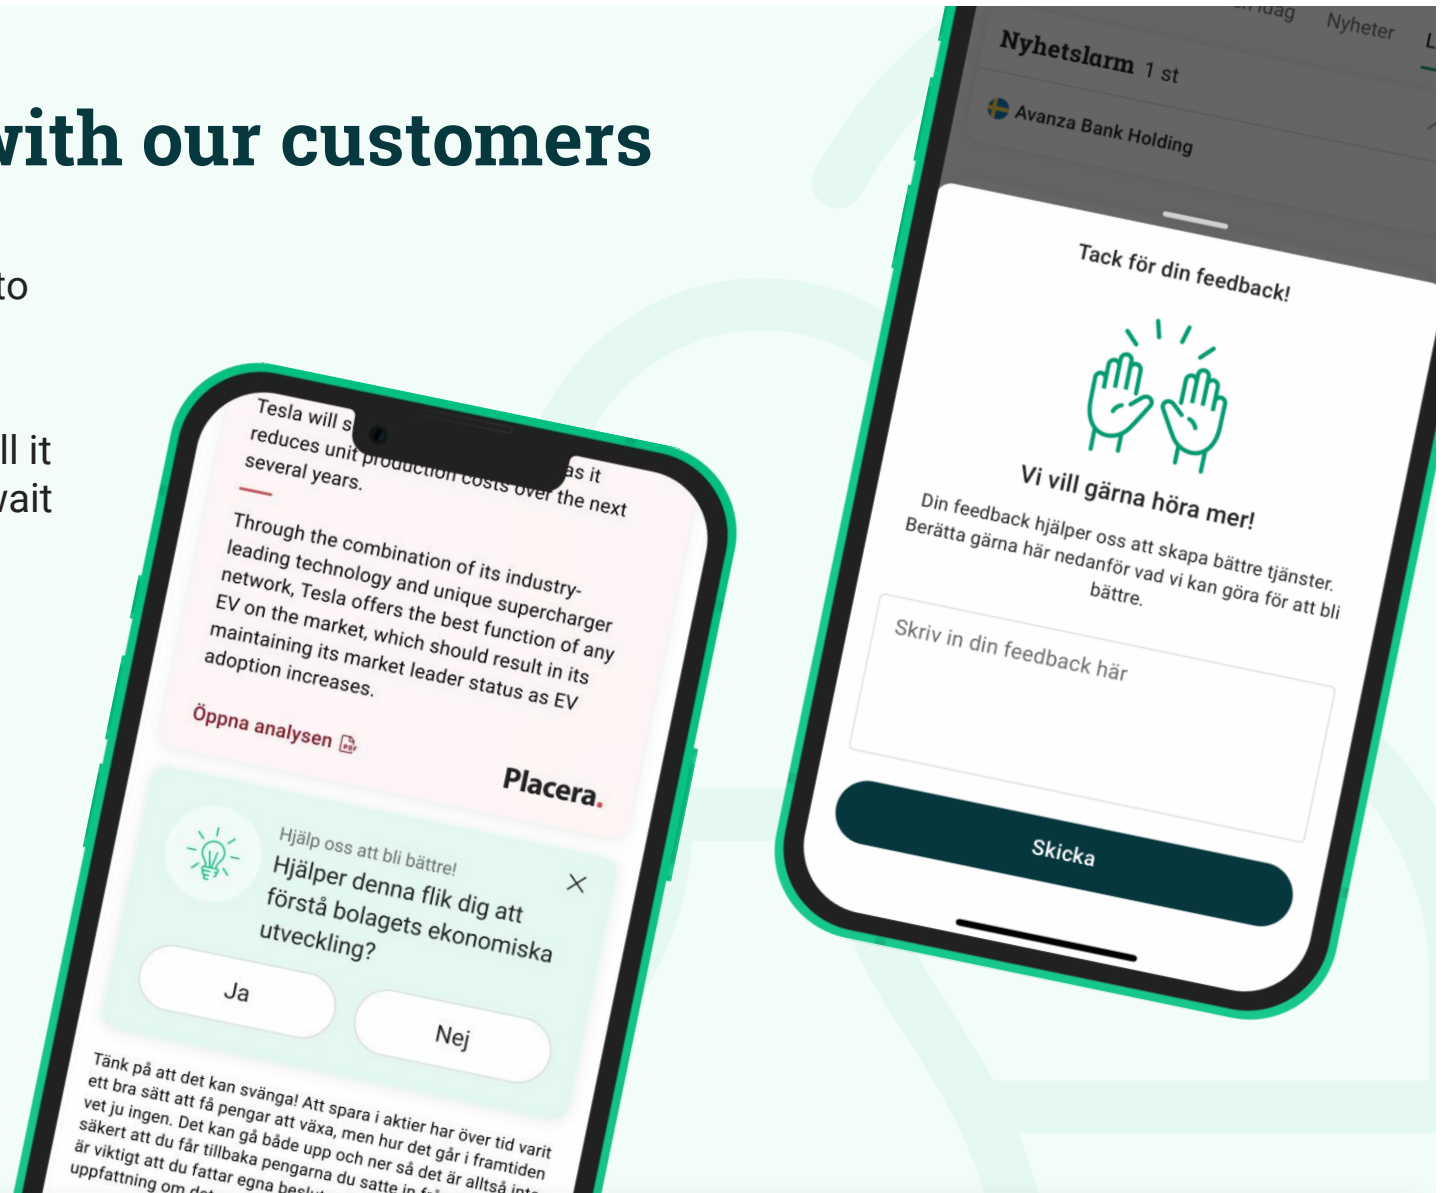 with our customers
to
ll it
wait
Tesla will s
as it
reduces unit production costs over the next
several years.
Through the combination of its industry-
leading technology and unique supercharger
network, Tesla offers the best function of any
EV on the market, which should result in its
maintaining its market leader status as EV
adoption increases.
Öppna analysen
PDF
Placera.
Hjälp oss att bli bättre!
Hjälper denna flik dig att
förstå bolagets ekonomiska
utveckling?
Ja
Nej
Tänk på att det kan svänga! Att spara i aktier har över tid varit
ett bra sätt att få pengar att växa, men hur det går i framtiden
vet ju ingen. Det kan gå både upp och ner så det är alltså inte
säkert att du får tillbaka pengarna du satte in
är viktigt att du fattar egna
uppfattning om
idag
Nyheter
L
Nyhetslarm 1 st
Avanza Bank Holding
Tack för din feedback!
Vi vill gärna höra mer!
Din feedback hjälper oss att skapa bättre tjänster.
Berätta gärna här nedanför vad vi kan göra för att bli
bättre.
Skriv in din feedback här
Skicka